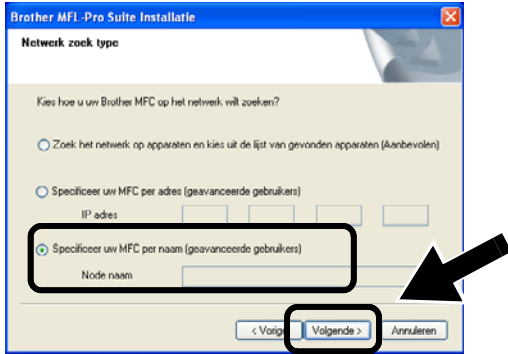 Brother MFL-Pro Suite Installatie
Netwerk zoek type
Kies hoe u uw Brother MFC op het netwerk wilt zoeken?
Zoek het netwerk op apparaten en kies uit de lijst van gevonden apparaten (Aanbevolen)
Specificeer uw MFC per adres (geavanceerde gebruikers)
IP adres
Specificeer uw MFC per naam (geavanceerde gebruikers)
Node naam
< Vorige Volgende > Annuleren